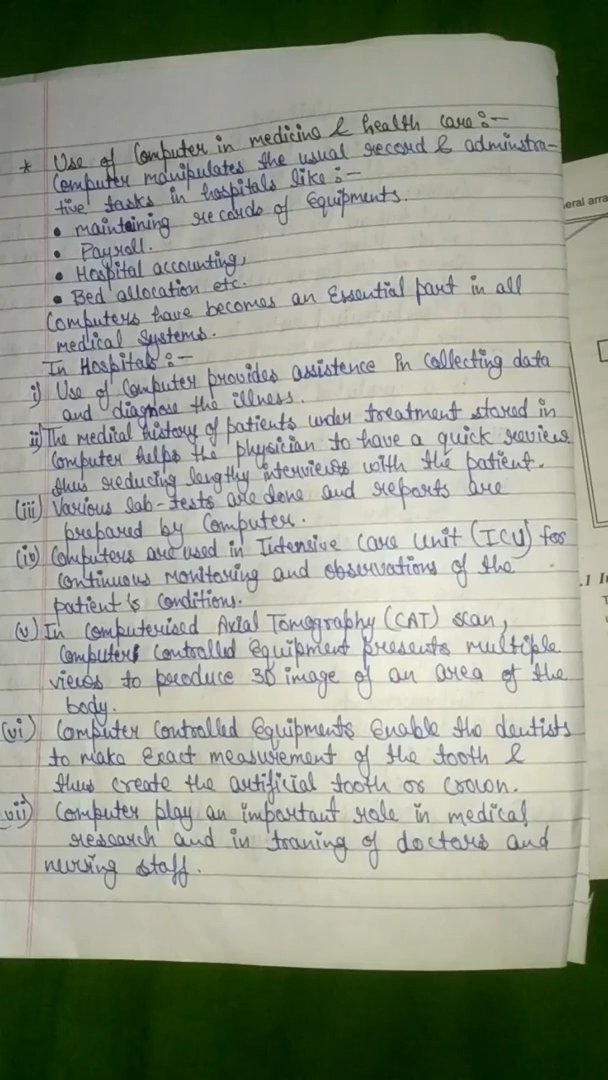 * Use of Computer in medicine & health care :-
Computer manipulates the usual record & adminstra-
tive tasks in hospitals like :-
• maintaining records of Equipments.
• Payroll.
• Hospital accounting,
• Bed allocation etc.
Computers have becomes an Essential part in all
medical systems.
In Hospitals :-
i) Use of Computer provides assistence in collecting data
and diagnose the illness.
ii) The medical history of patients under treatment stored in
Computer helps the physician to have a quick review
thus reducing lengthy interviews with the patient.
(iii) Various lab-tests are done and reports are
prepared by Computer.
(iv) Computers are used in Intensive Care Unit (ICU) for
Continuous Monitoring and observations of the
patient's conditions.
(v) In Computerised Axial Tomography (CAT) scan,
Computers Controlled Equipment presents multiple
views to produce 3D image of an area of the
body.
(vi) Computer Controlled Equipments Enable the dentists
to make Exact measurement of the tooth &
thus create the artificial tooth or crown.
vii) Computer play an important role in medical
research and in traning of doctors and
nursing staff.
eral arra
.1 I